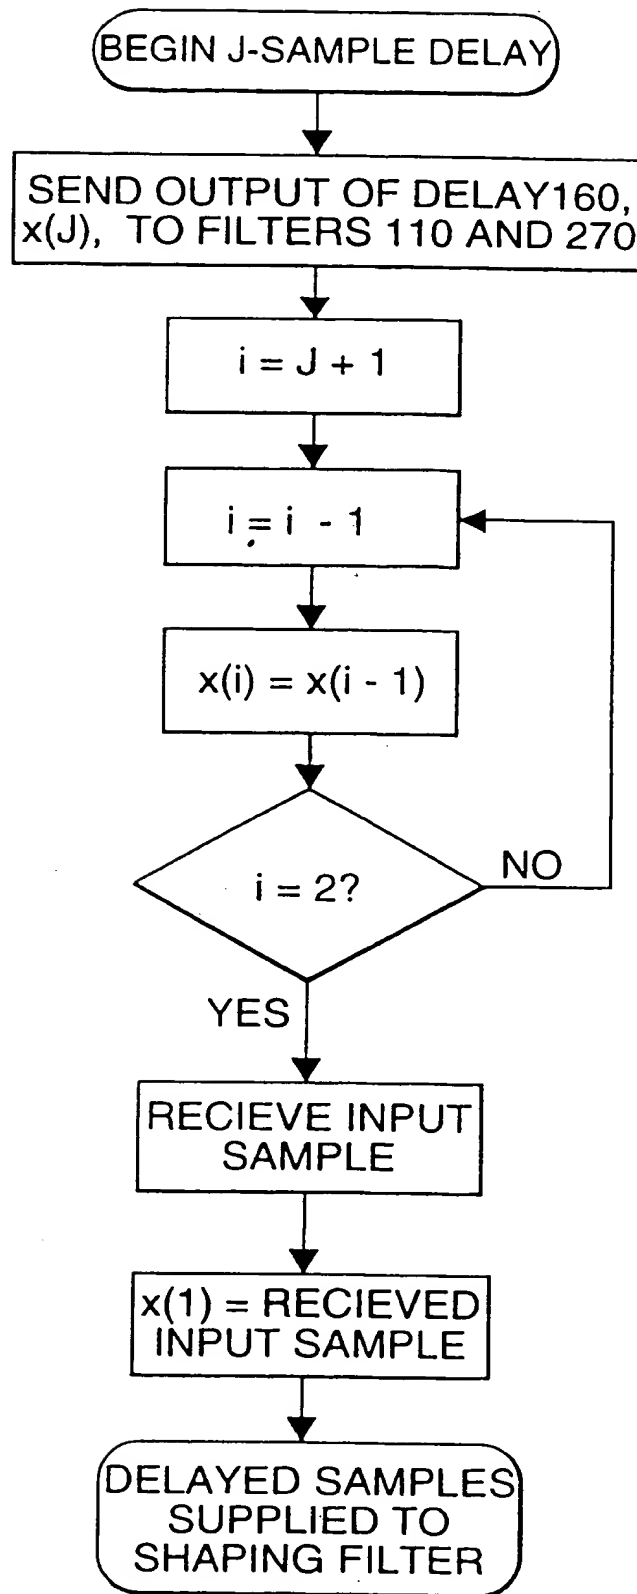 BEGIN J-SAMPLE DELAY
SEND OUTPUT OF DELAY160,
x(J), TO FILTERS 110 AND 270
i = J + 1
i = i - 1
x(i) = x(i - 1)
i = 2?
NO
YES
RECIEVE INPUT
SAMPLE
x(1) = RECIEVED
INPUT SAMPLE
DELAYED SAMPLES
SUPPLIED TO
SHAPING FILTER